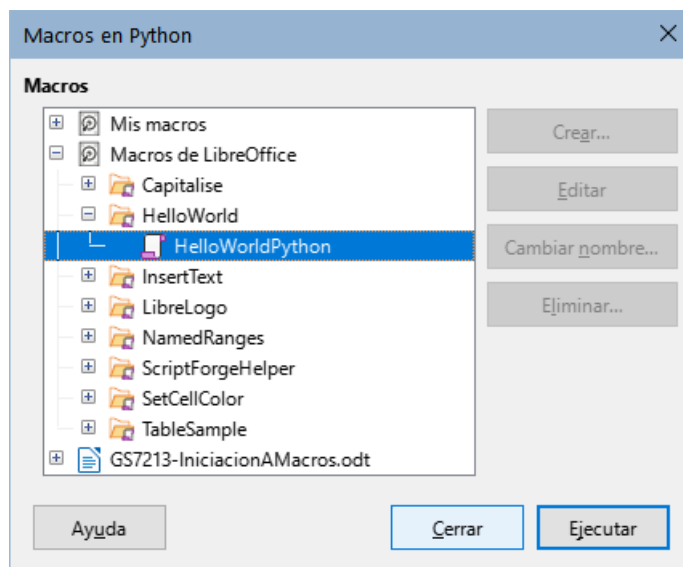 Macros en Python
Macros
Mis macros
Crear...
Macros de LibreOffice
Capitalise
Editar
HelloWorld
HelloWorldPython
Cambiar nombre...
InsertText
LibreLogo
Eliminar...
NamedRanges
ScriptForgeHelper
SetCellColor
TableSample
GS7213-IniciacionAMacros.odt
Ayuda Cerrar Ejecutar